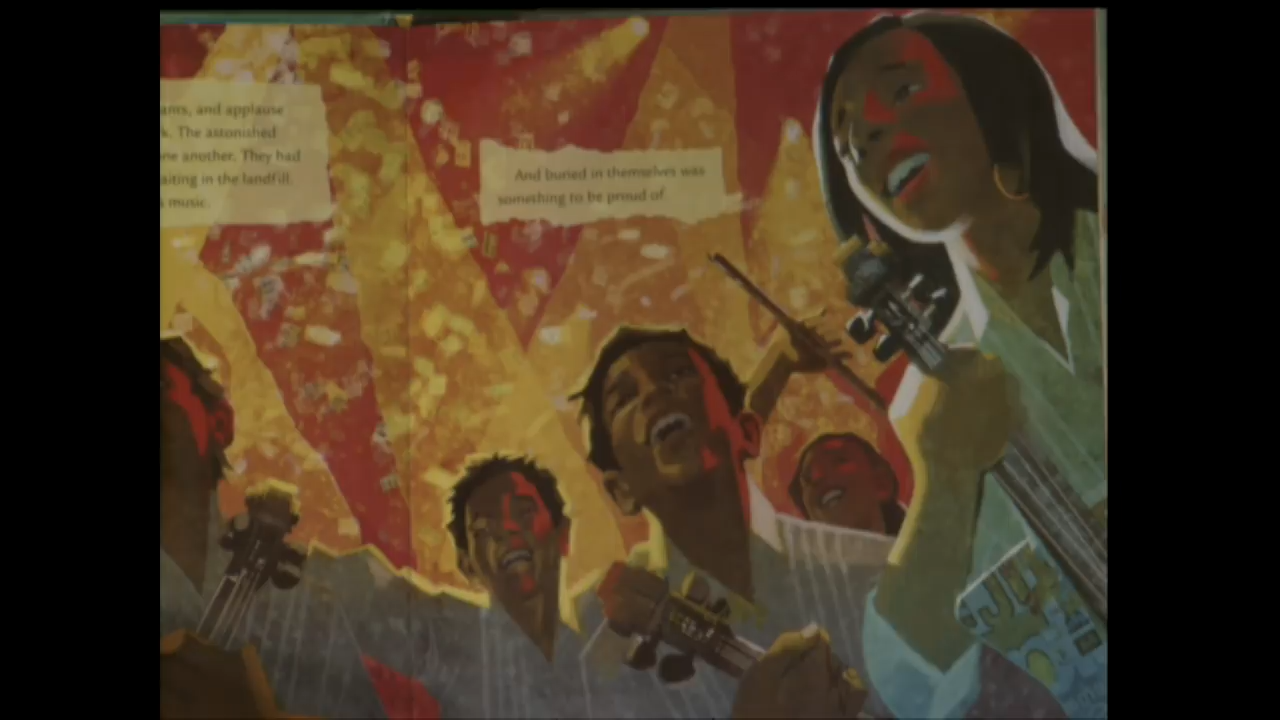 ams, and applause
k. The astonished
ne another. They had
aiting in the landfill.
s music.
And buried in themselves was
something to be proud of.